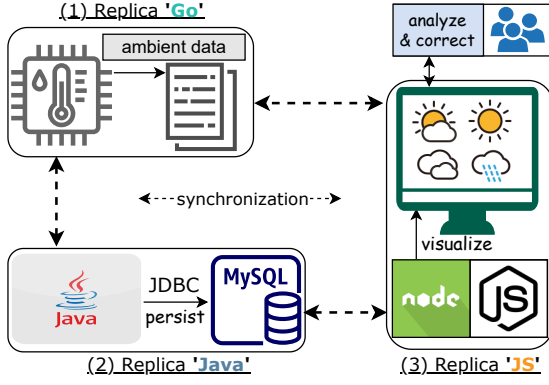 (1) Replica 'Go'
ambient data
analyze
& correct
synchronization
visualize
Java
JDBC
persist
MySQL
node
JS
(2) Replica 'Java'
(3) Replica 'JS'